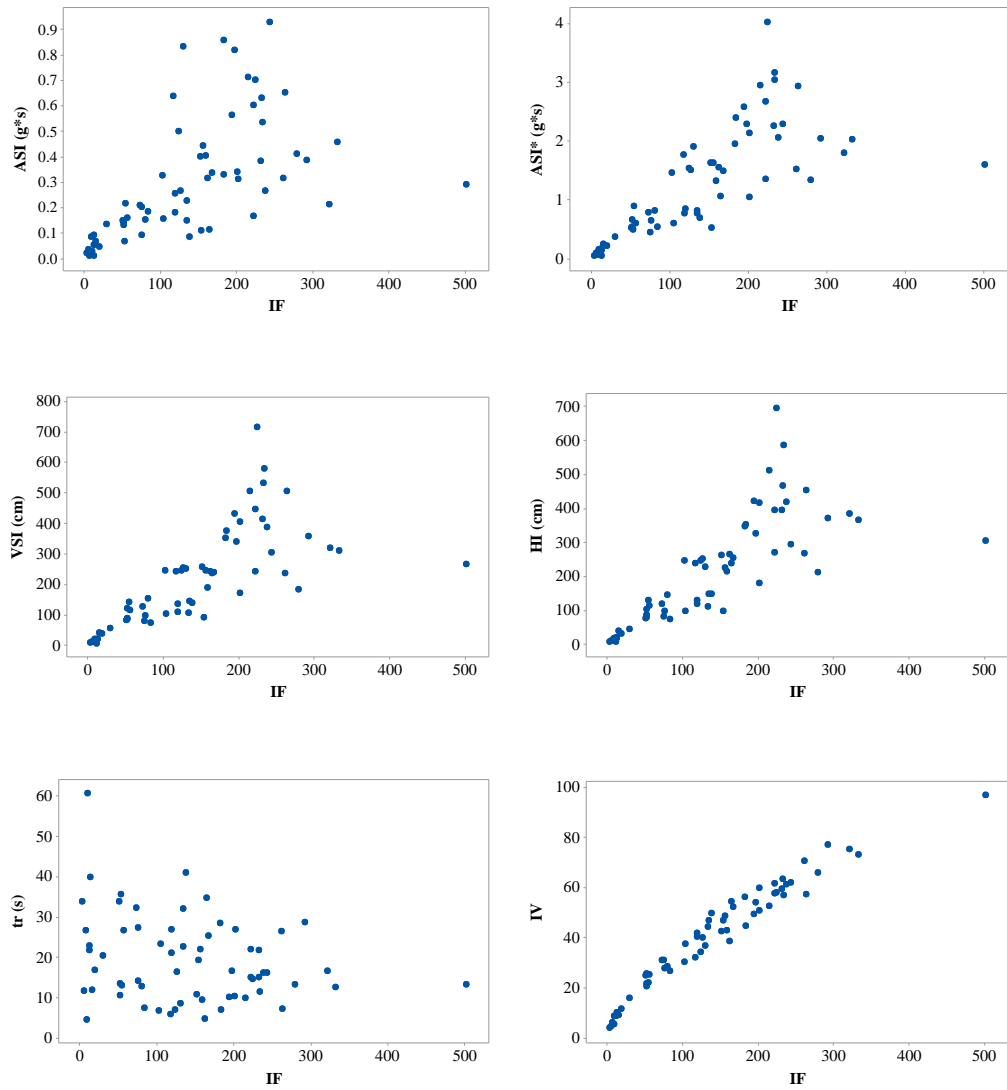 ASI (g*s)
0.9
0.8
0.7
0.6
0.5
0.4
0.3
0.2
0.1
0.0
0 100 200 300 400 500
IF
ASI* (g*s)
4
3
2
1
0
0 100 200 300 400 500
IF
VSI (cm)
800
700
600
500
400
300
200
100
0
0 100 200 300 400 500
IF
HI (cm)
700
600
500
400
300
200
100
0
0 100 200 300 400 500
IF
tr (s)
60
50
40
30
20
10
0
0 100 200 300 400 500
IF
IV
100
80
60
40
20
0
0 100 200 300 400 500
IF